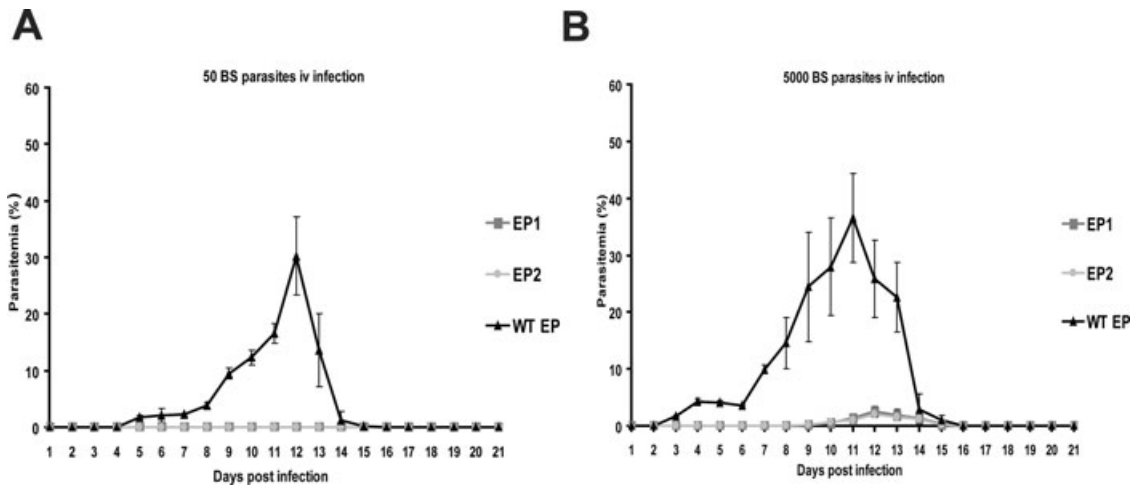 A
50 BS parasites iv infection
60
50
40
30
20
10
0
Parasitemia (%)
1 2 3 4 5 6 7 8 9 10 11 12 13 14 15 16 17 18 19 20 21
Days post infection
EP1
EP2
WT EP
B
5000 BS parasites iv infection
60
50
40
30
20
10
0
Parasitemia (%)
1 2 3 4 5 6 7 8 9 10 11 12 13 14 15 16 17 18 19 20 21
Days post infection
EP1
EP2
WT EP